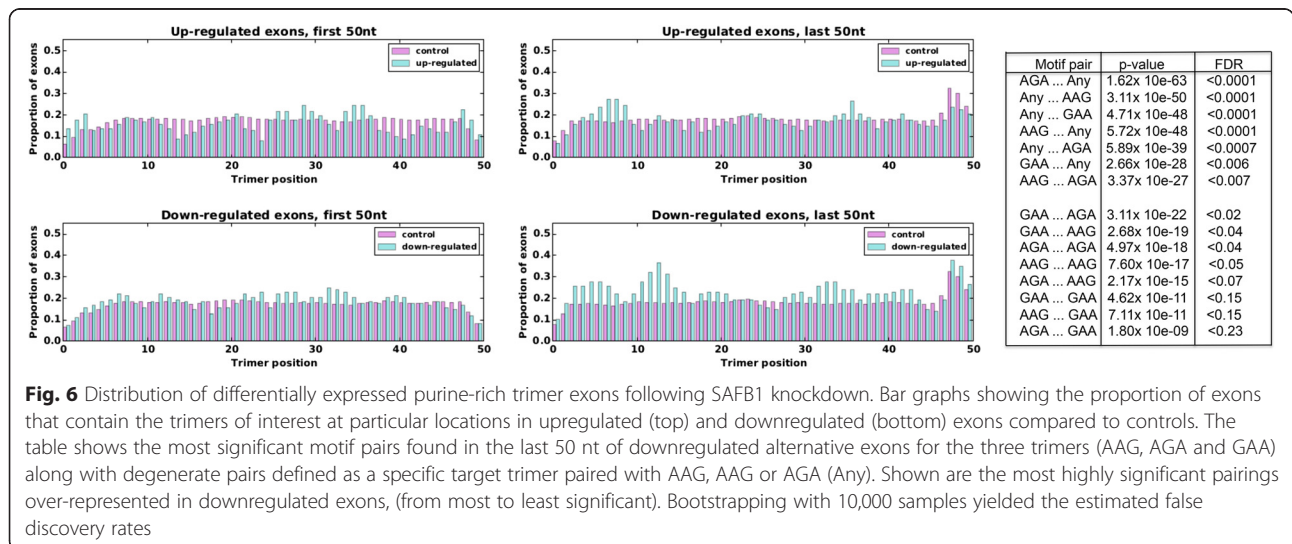 Up-regulated exons, first 50nt
Proportion of exons
0.5
0.4
0.3
0.2
0.1
0.0
control
up-regulated
0 10 20 30 40 50
Trimer position
Up-regulated exons, last 50nt
Proportion of exons
0.5
0.4
0.3
0.2
0.1
0.0
control
up-regulated
0 10 20 30 40 50
Trimer position
Down-regulated exons, first 50nt
Proportion of exons
0.5
0.4
0.3
0.2
0.1
0.0
control
down-regulated
0 10 20 30 40 50
Trimer position
Down-regulated exons, last 50nt
Proportion of exons
0.5
0.4
0.3
0.2
0.1
0.0
control
down-regulated
0 10 20 30 40 50
Trimer position
Motif pair p-value FDR
AGA ... Any 1.62x 10e-63 <0.0001
Any ... AAG 3.11x 10e-50 <0.0001
Any ... GAA 4.71x 10e-48 <0.0001
AAG ... Any 5.72x 10e-48 <0.0001
Any ... AGA 5.89x 10e-39 <0.0007
GAA ... Any 2.66x 10e-28 <0.006
AAG ... AGA 3.37x 10e-27 <0.007
GAA ... AGA 3.11x 10e-22 <0.02
GAA ... AAG 2.68x 10e-19 <0.04
AGA ... AGA 4.97x 10e-18 <0.04
AAG ... AAG 7.60x 10e-17 <0.05
AGA ... AAG 2.17x 10e-15 <0.07
GAA ... GAA 4.62x 10e-11 <0.15
AAG ... GAA 7.11x 10e-11 <0.15
AGA ... GAA 1.80x 10e-09 <0.23
Fig. 6 Distribution of differentially expressed purine-rich trimer exons following SAFB1 knockdown. Bar graphs showing the proportion of exons
that contain the trimers of interest at particular locations in upregulated (top) and downregulated (bottom) exons compared to controls. The
table shows the most significant motif pairs found in the last 50 nt of downregulated alternative exons for the three trimers (AAG, AGA and GAA)
along with degenerate pairs defined as a specific target trimer paired with AAG, AAG or AGA (Any). Shown are the most highly significant pairings
over-represented in downregulated exons, (from most to least significant). Bootstrapping with 10,000 samples yielded the estimated false
discovery rates